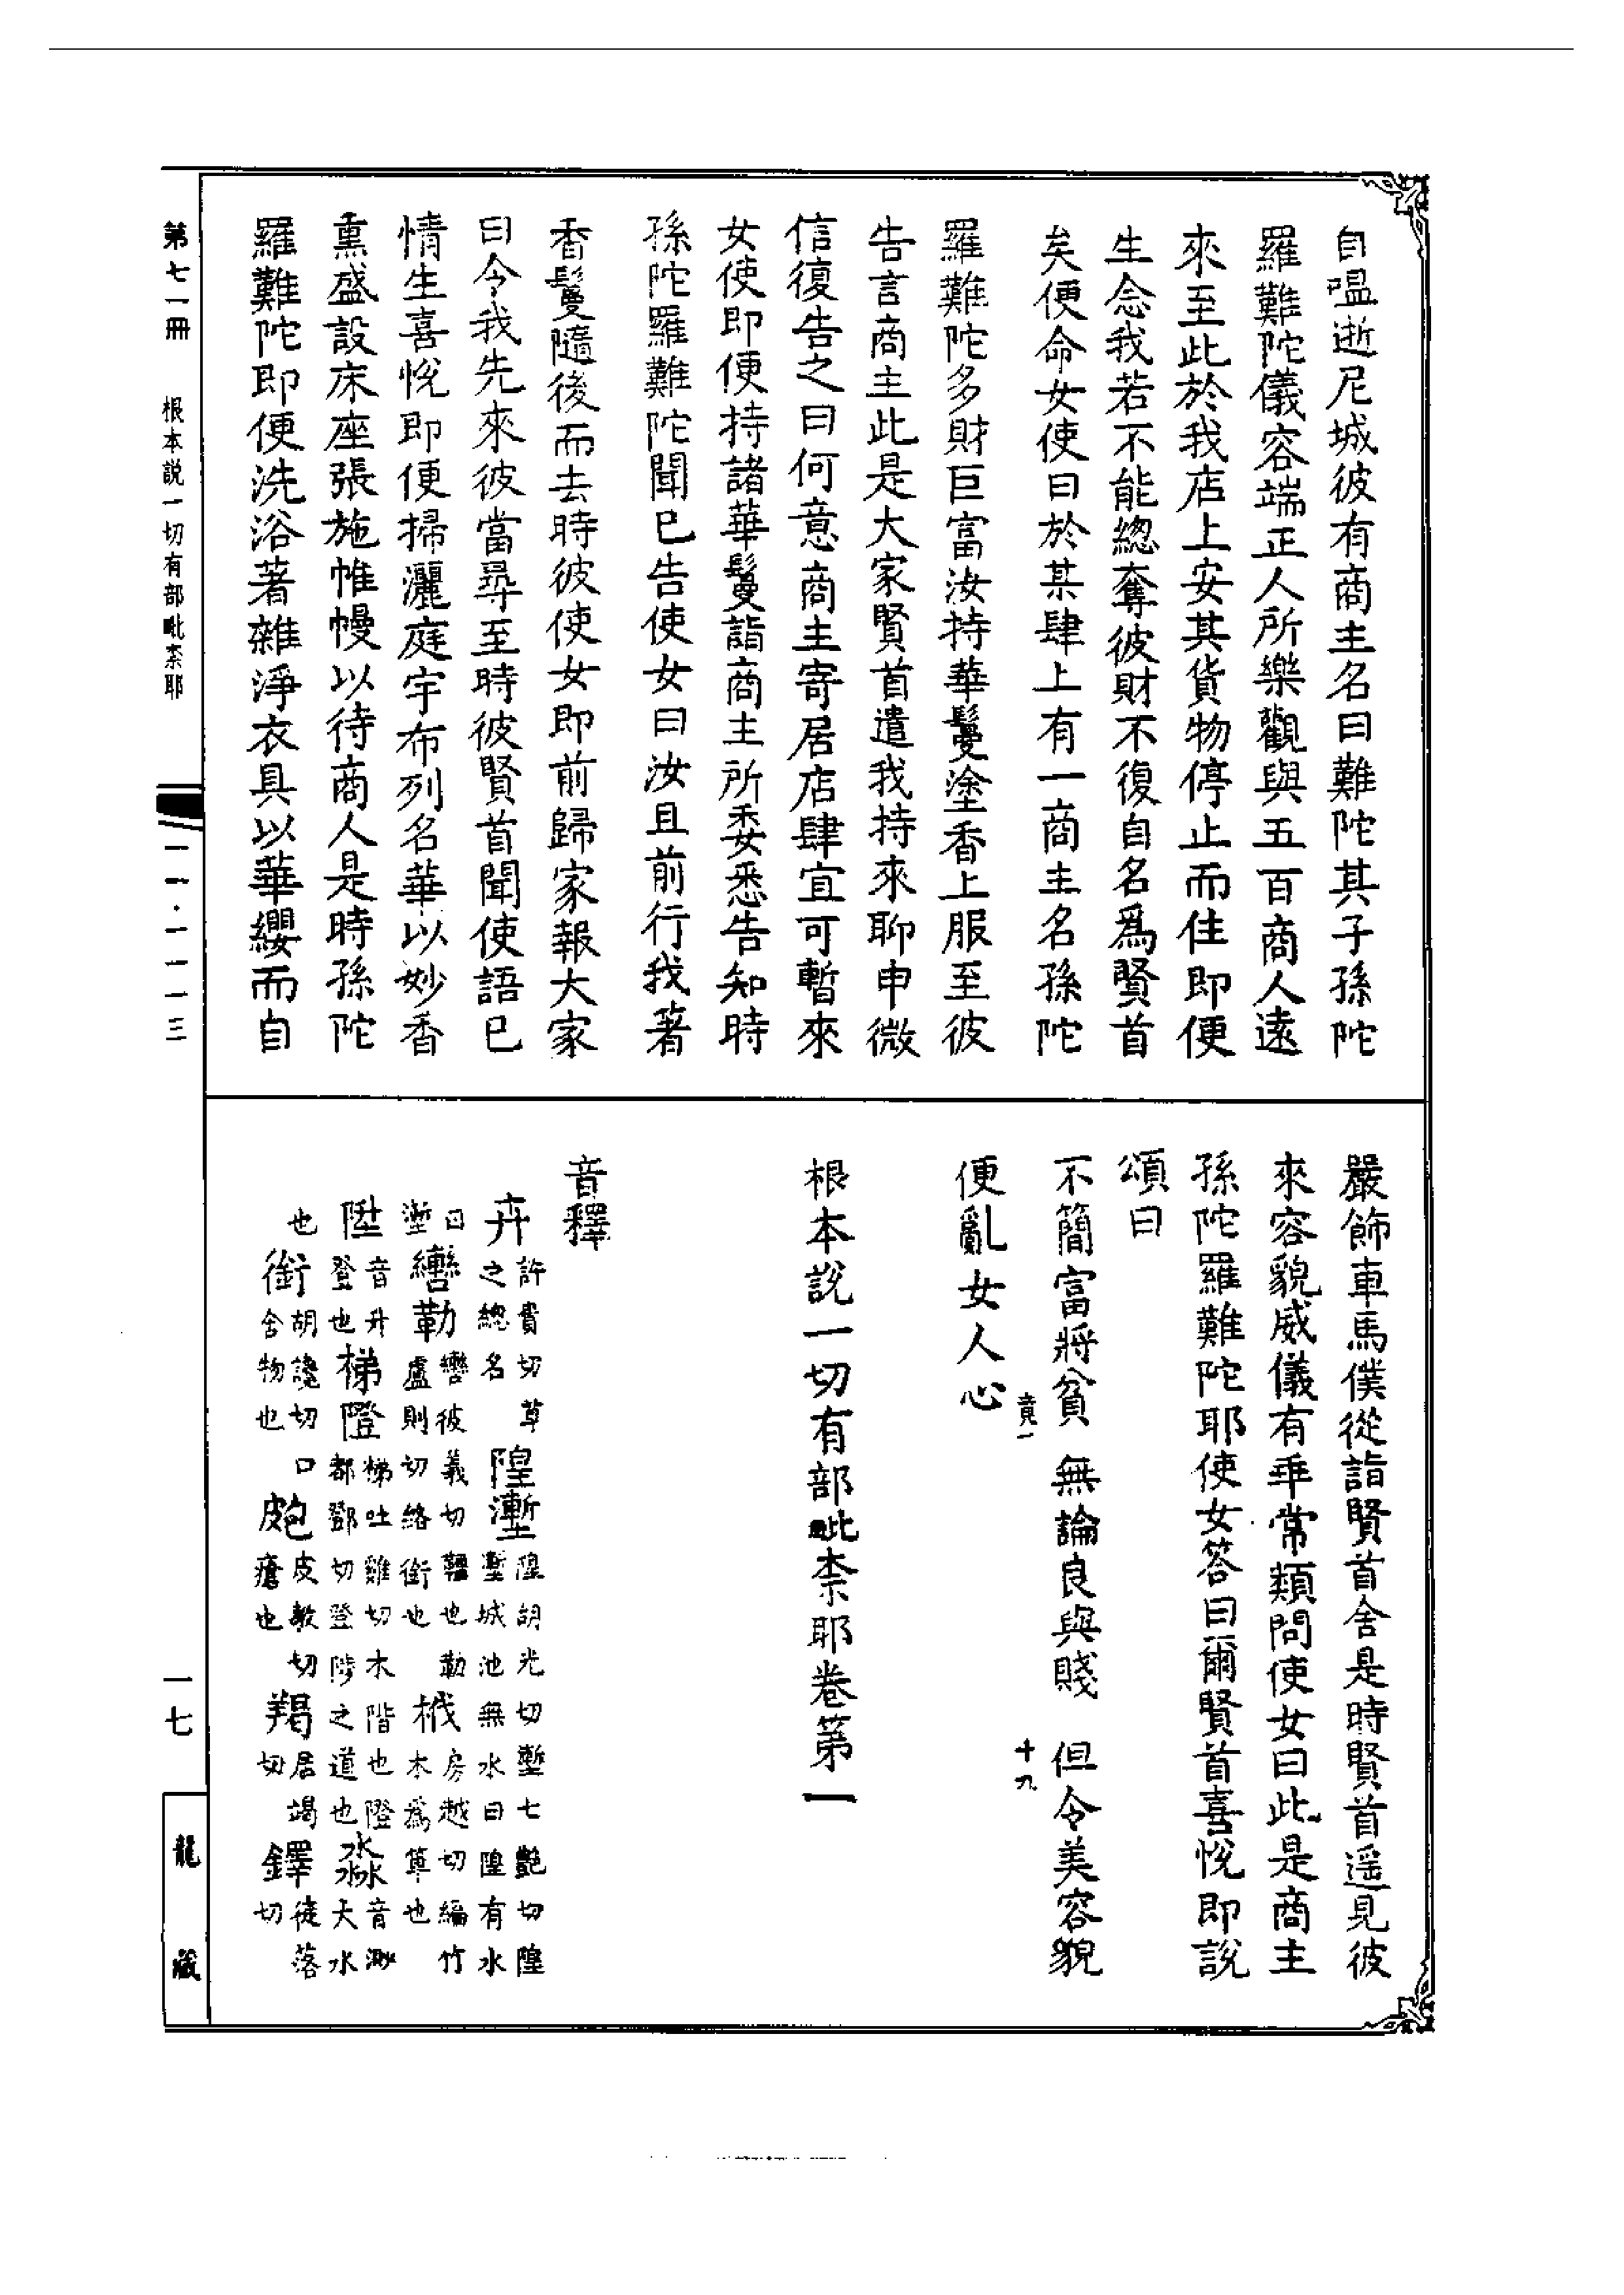 自嗢逝尼城彼有商主名曰難陀其子孫陀
羅難陀儀容端正人所樂觀與五百商人遠
來至此於我店上安其貨物停止而住即便
生念我若不能總奪彼財不復自名爲賢首
矣便命女使曰於某肆上有一商主名孫陀
羅難陀多財巨富汝持華鬘塗香上服至彼
告言商主此是大家賢首遣我持來聊申微
信復告之曰何意商主寄居店肆宜可暫來
女使即便持諸華鬘詣商主所委悉告知時
孫陀羅難陀聞已告使女曰汝且前行我著
香鬘隨後而去時彼使女即前歸家報大家
曰今我先來彼當尋至時彼賢首聞使語已
情生喜悅即便掃灑庭宇布列名華以妙香
熏盛設床座張施帷幔以待商人是時孫陀
羅難陀即便洗浴著雜淨衣具以華纓而自
嚴飾車馬僕從詣賢首舍是時賢首遥見彼
來容貌威儀有乖常類問使女曰此是商主
孫陀羅難陀耶使女答曰爾賢首喜悅即說
頌曰
不簡富將貧 無論良與賤 但令美容貌
竟一 十九
便亂女人心
根本說一切有部毗柰耶卷第一
音釋
卉許貴切草之總名 隍塹隍胡光切塹七艶切隍塹城池無水曰隍有水
曰塹 轡勒轡彼義切韁也勒盧則切絡銜也 栰房越切編竹木爲箄也
陞音升登也 梯隥梯吐雞切木階也隥都鄧切登陟之道也 淼音渺大水
也 銜胡讒切口含物也 皰皮教切瘡也 羯居竭切 鐸徒落切
第七一冊 根本説一切有部毗柰耶
一一·一一一三
一七
龍藏